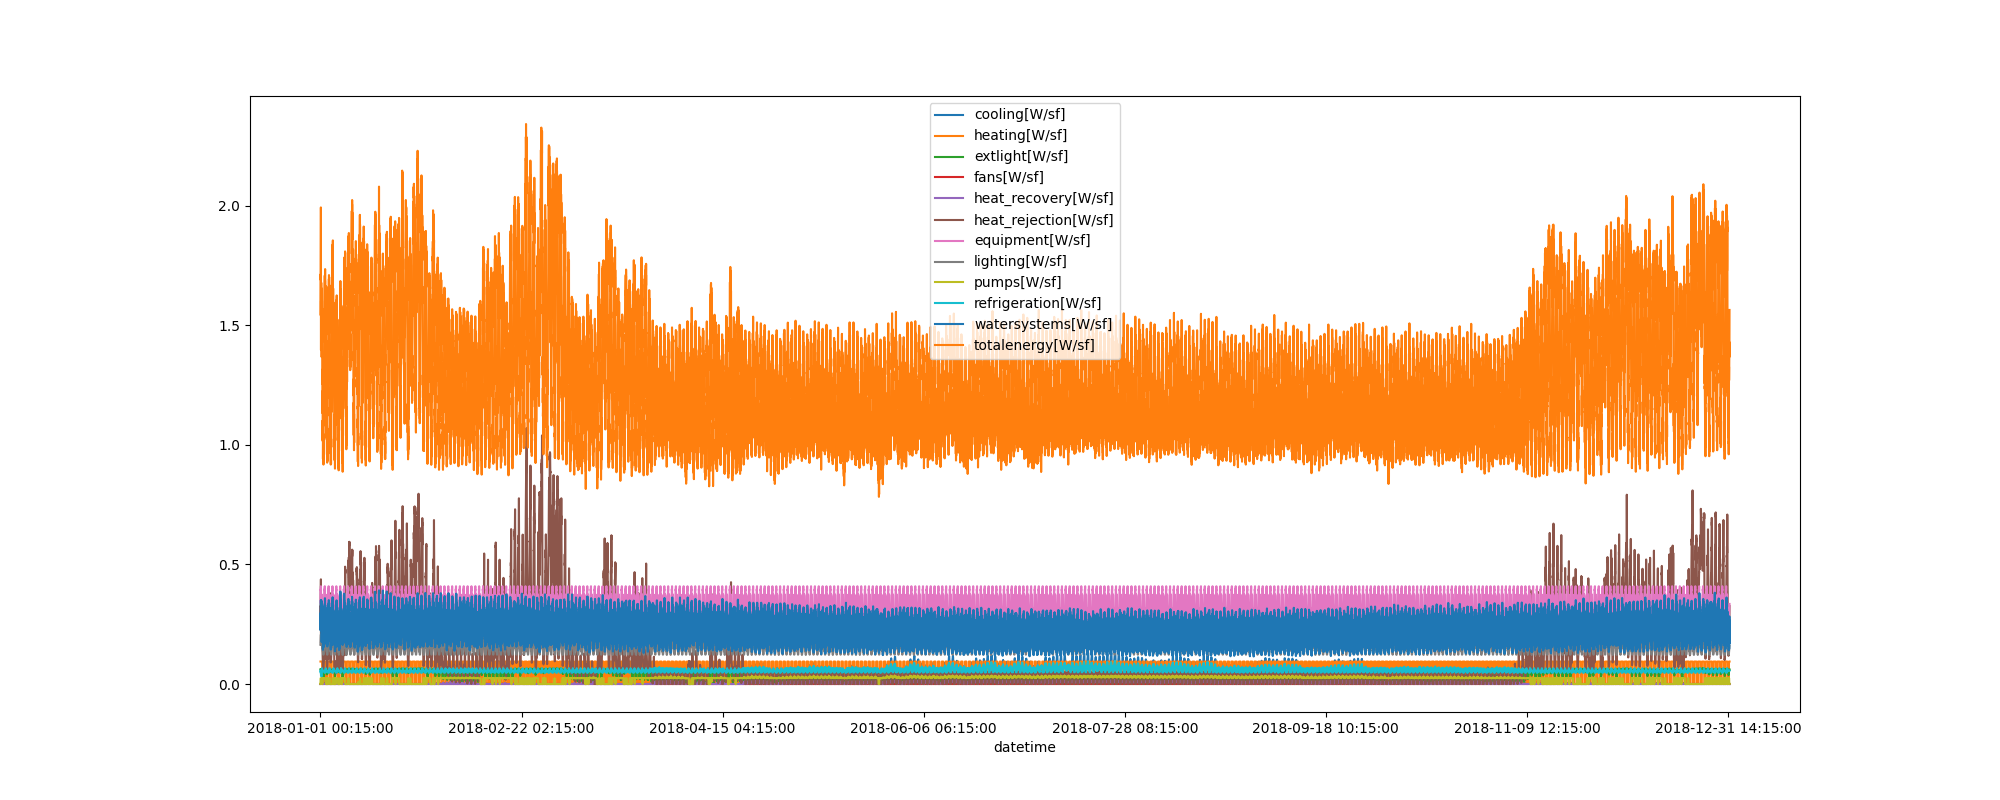 cooling[W/sf]
heating[W/sf]
extlight[W/sf]
fans[W/sf]
heat_recovery[W/sf]
heat_rejection[W/sf]
equipment[W/sf]
lighting[W/sf]
pumps[W/sf]
refrigeration[W/sf]
watersystems[W/sf]
totalenergy[W/sf]
2.0
1.5
1.0
0.5
0.0
2018-01-01 00:15:00 2018-02-22 02:15:00 2018-04-15 04:15:00 2018-06-06 06:15:00 2018-07-28 08:15:00 2018-09-18 10:15:00 2018-11-09 12:15:00 2018-12-31 14:15:00
datetime